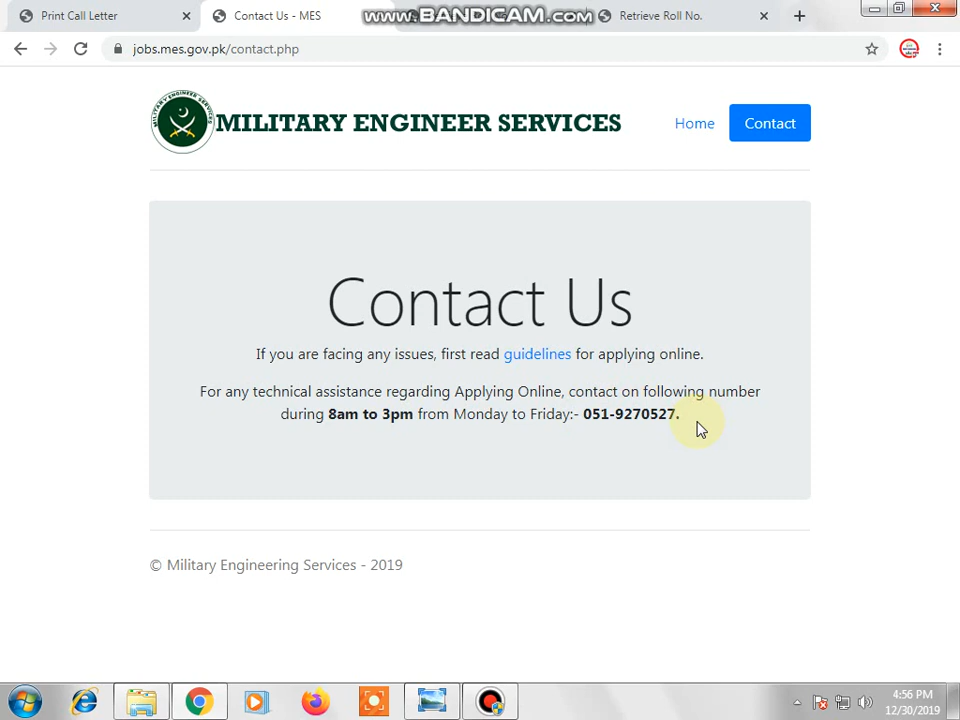 Print Call Letter
Contact Us - MES
www.BANDICAM.com
Retrieve Roll No.
jobs.mes.gov.pk/contact.php
MILITARY ENGINEER SERVICES
Home
Contact
Contact Us
If you are facing any issues, first read guidelines for applying online.
For any technical assistance regarding Applying Online, contact on following number
during 8am to 3pm from Monday to Friday:- 051-9270527.
© Military Engineering Services - 2019
4:56 PM
12/30/2019